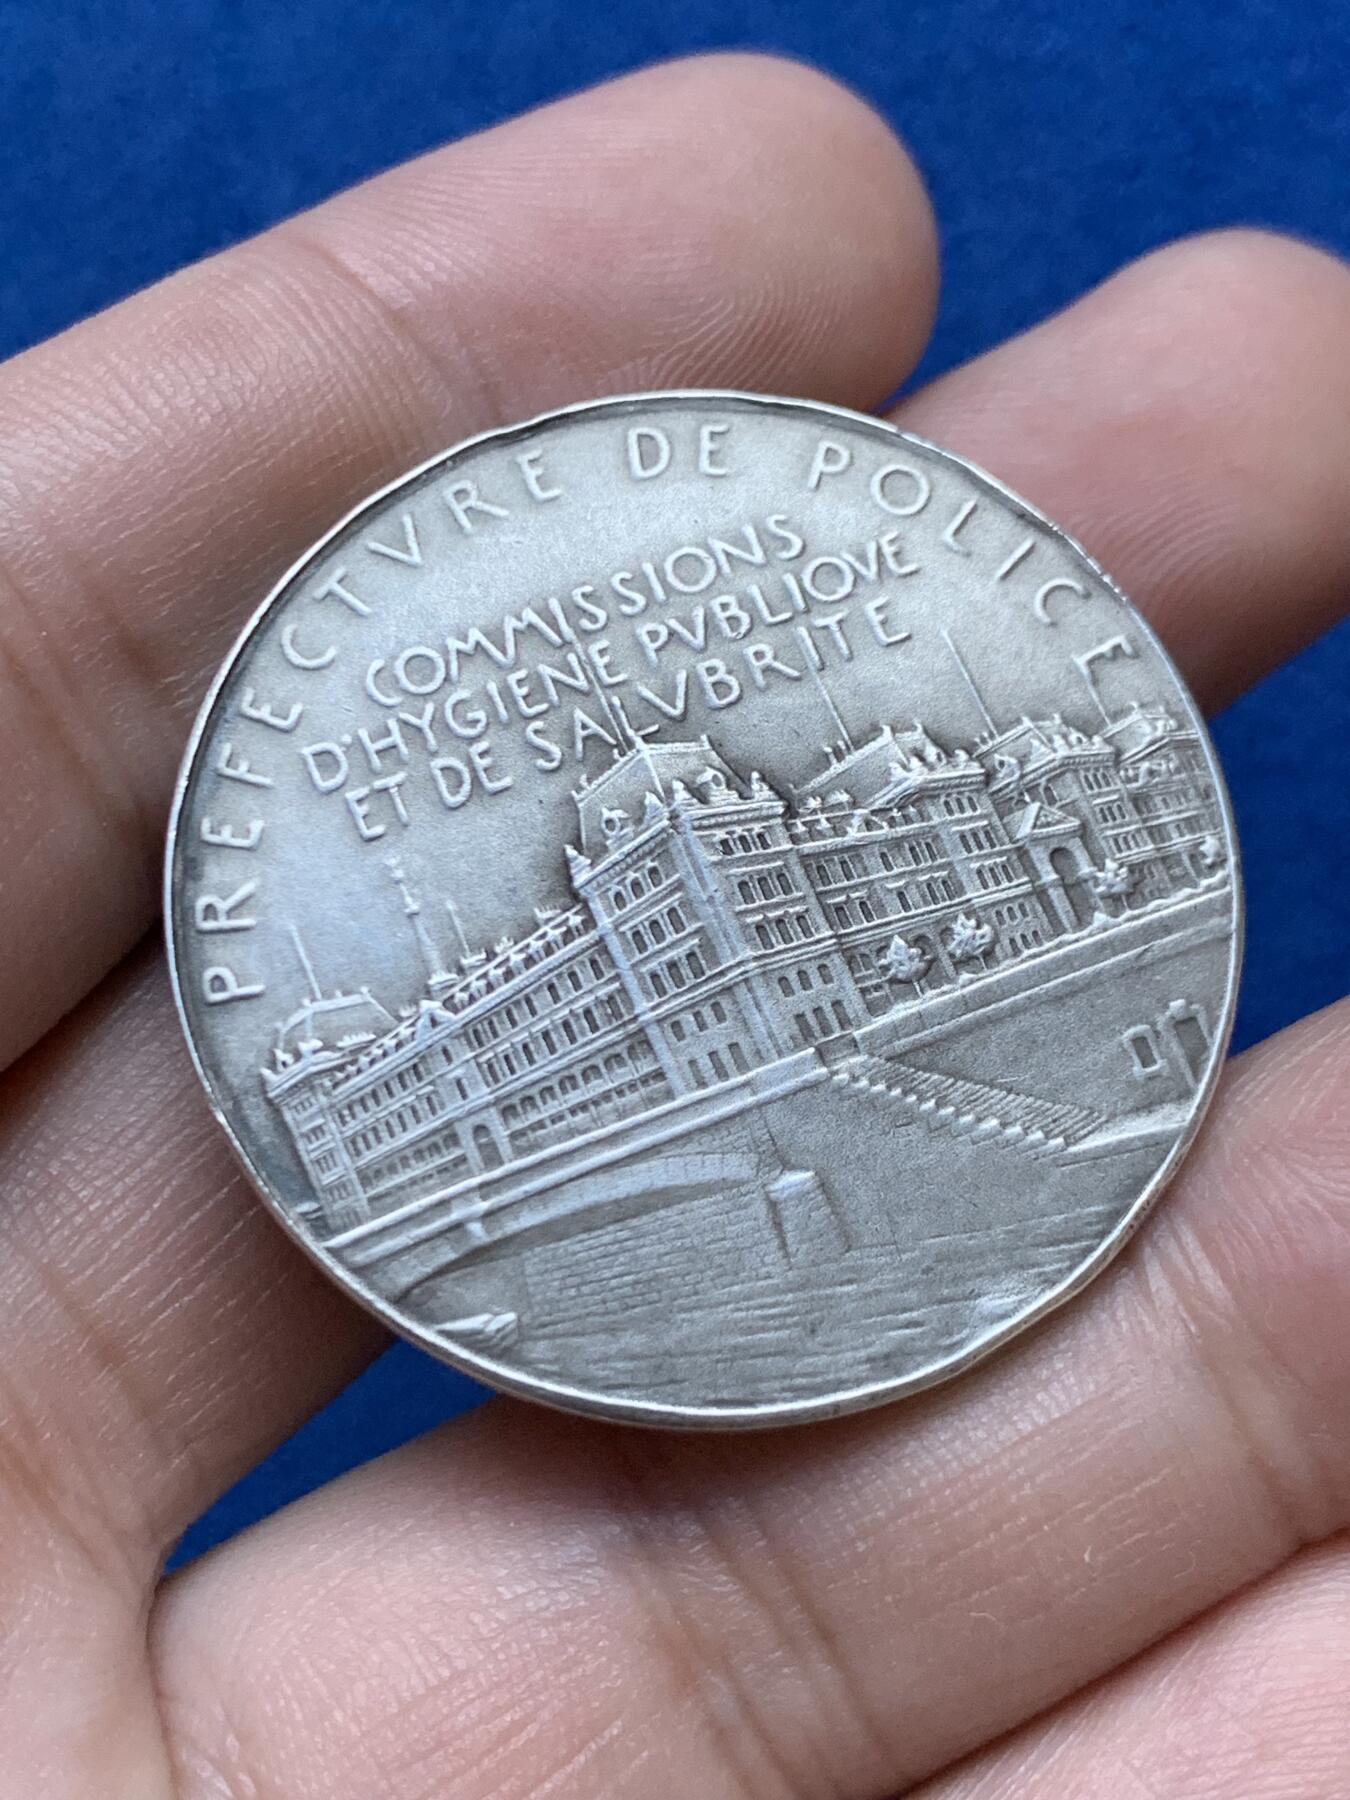 PREFECTVRE DE POLICE
COMMISSIONS
D'HYGIENE PVBLIQVE
ET DE SALVBRITE